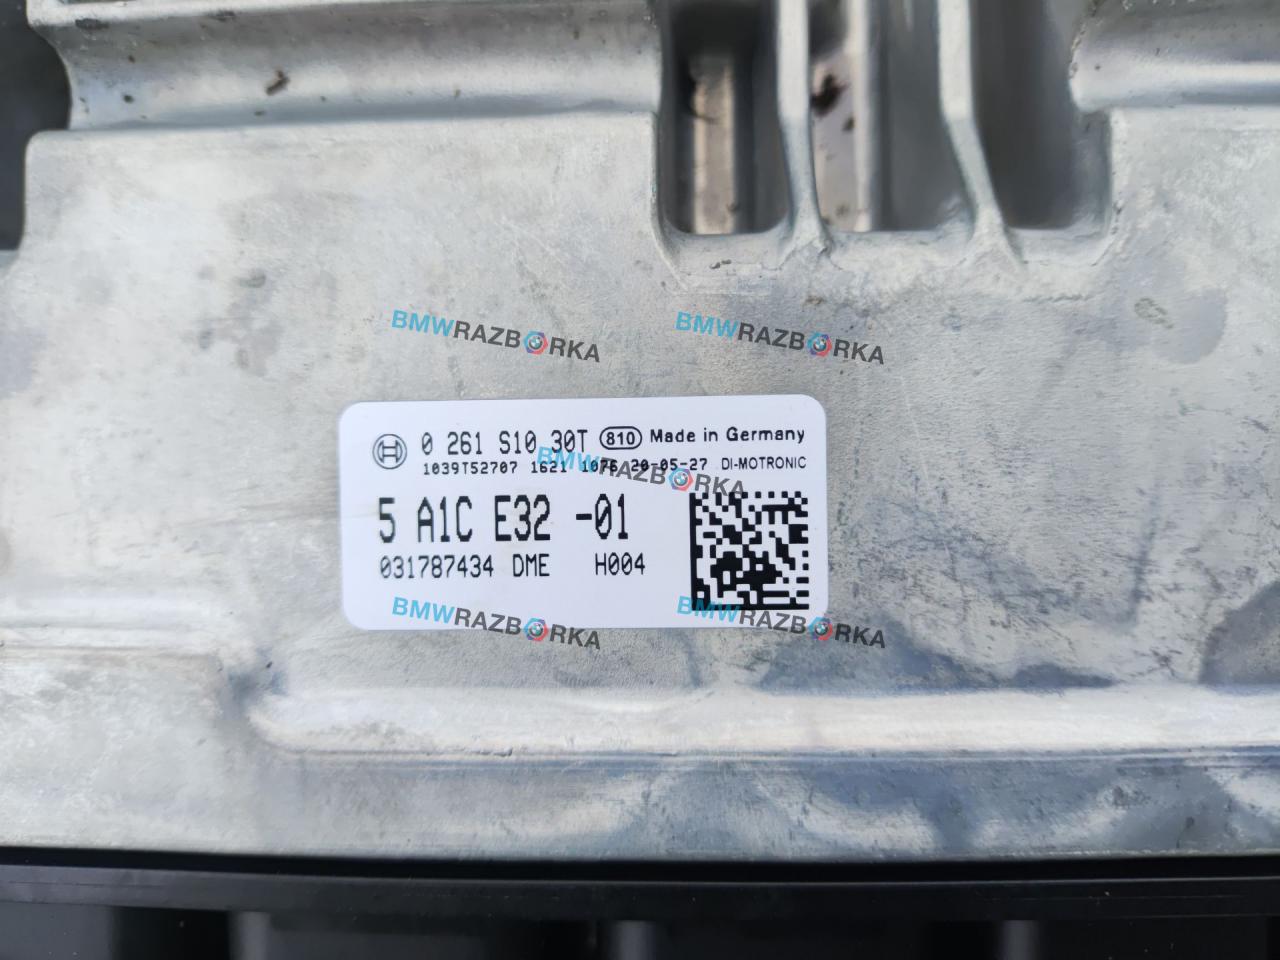 BMWRAZBORKA BMWRAZBORKA
0 261 S10 30T 810 Made in Germany
1039T52707 1621 1076 20-05-27 DI-MOTRONIC
BMWRAZBORKA
5 A1C E32 -01
031787434 DME H004
BMWRAZBORKA BMWRAZBORKA